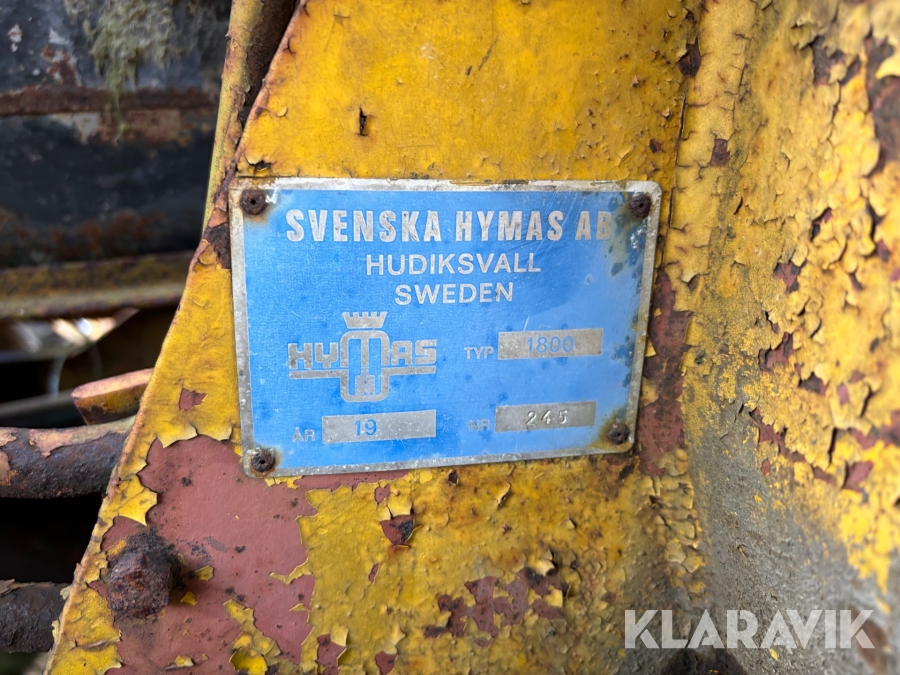 SVENSKA HYMAS AB
HUDIKSVALL
SWEDEN
HYMAS
TYP 1800
ÅR 19
NR 245
KLARAVIK